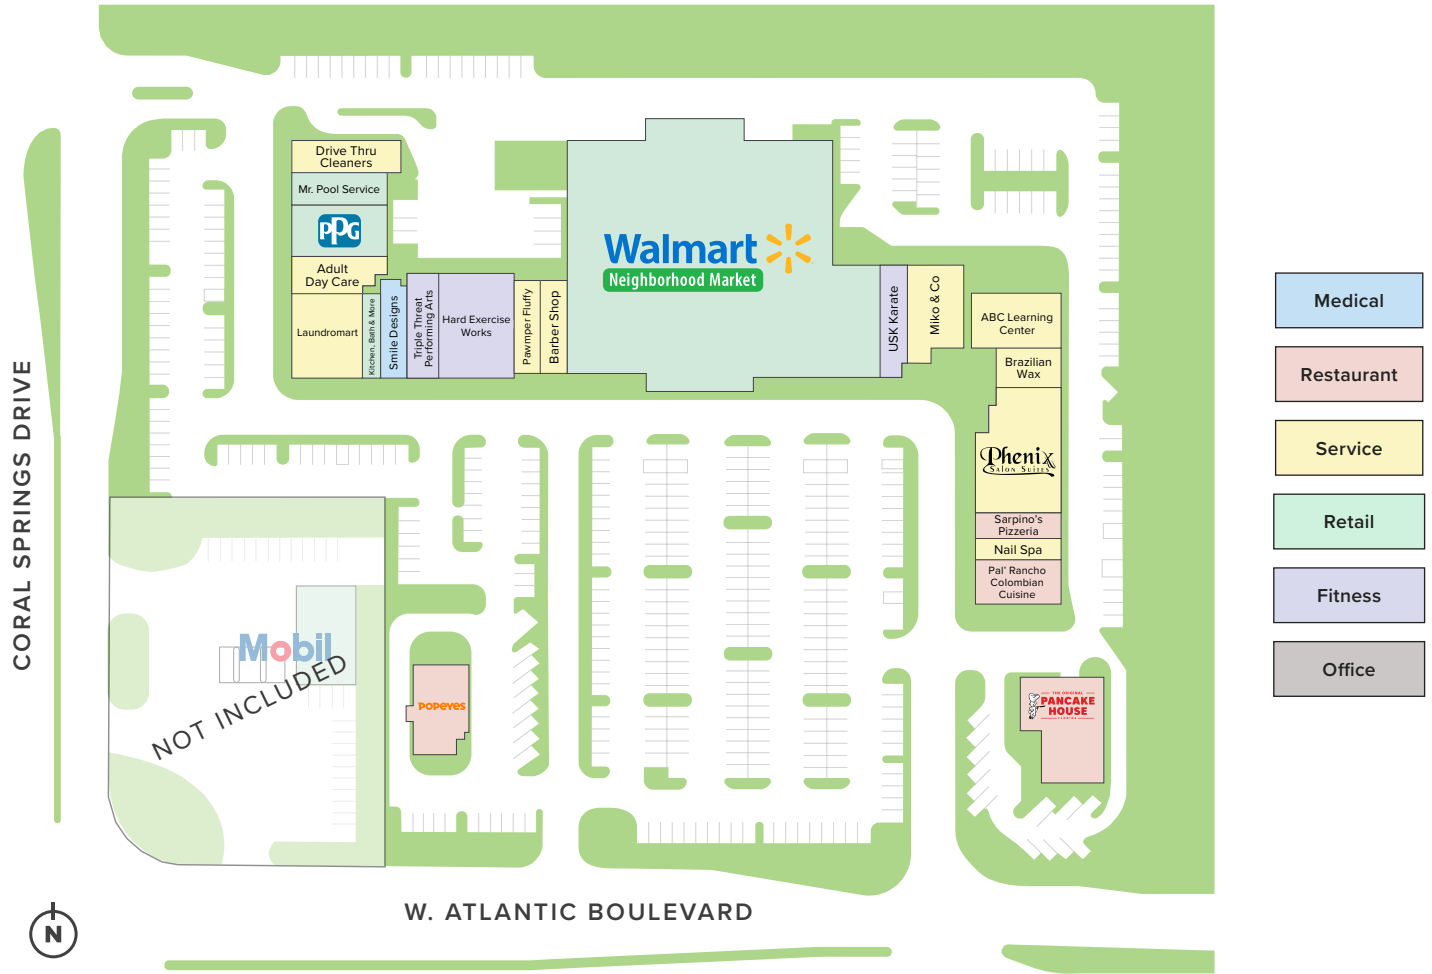 Drive Thru
Cleaners
Mr. Pool Service
PPG
Adult
Day Care
Laundromart
Kitchen, Bath & More
Smile Designs
Triple Threat
Performing Arts
Hard Exercise
Works
Pawmper Fluffy
Barber Shop
Walmart
Neighborhood Market
USK Karate
Miko & Co
ABC Learning
Center
Brazilian
Wax
Phenix
SALON SUITES
Sarpino's
Pizzeria
Nail Spa
Pal' Rancho
Colombian
Cuisine
THE ORIGINAL
PANCAKE
HOUSE
FLORIDA
POPEYES
Mobil
NOT INCLUDED
CORAL SPRINGS DRIVE
W. ATLANTIC BOULEVARD
N
Medical
Restaurant
Service
Retail
Fitness
Office